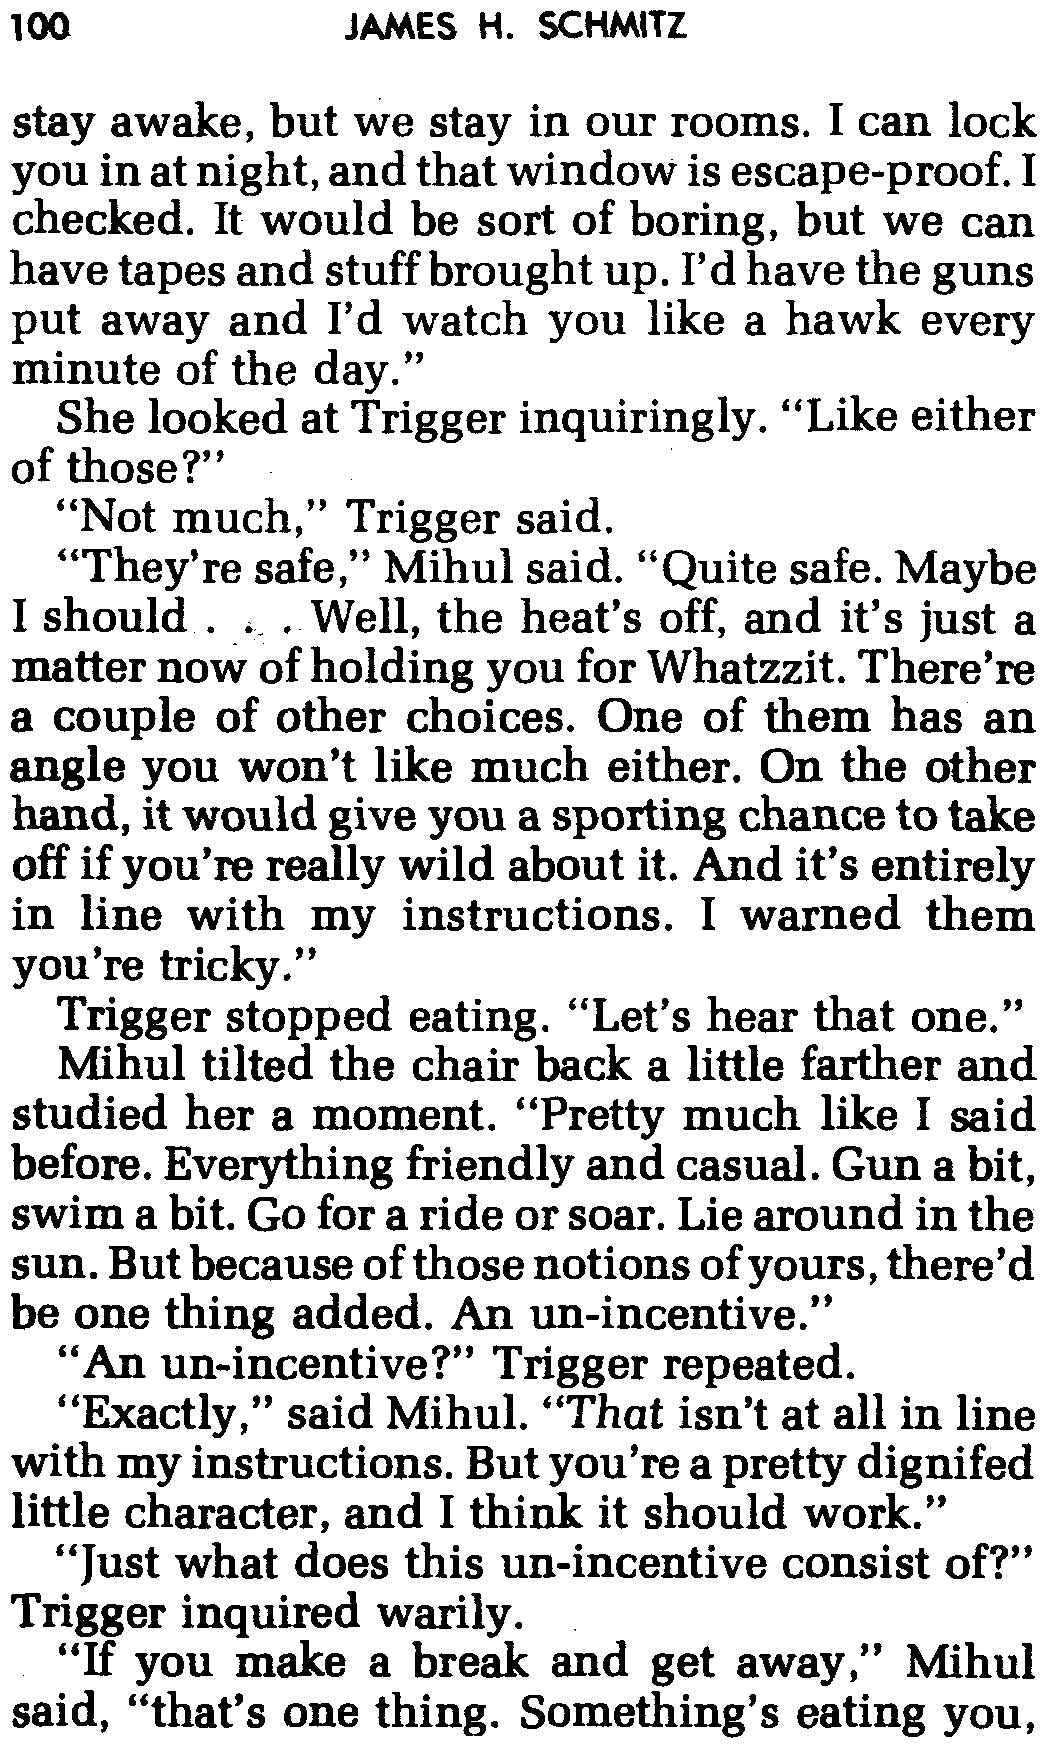 100 JAMES H. SCHMITZ
stay awake, but we stay in our rooms. I can lock
you in at night, and that window is escape-proof. I
checked. It would be sort of boring, but we can
have tapes and stuff brought up. I'd have the guns
put away and I'd watch you like a hawk every
minute of the day."
She looked at Trigger inquiringly. "Like either
of those?"
"Not much," Trigger said.
"They're safe," Mihul said. "Quite safe. Maybe
I should . . . Well, the heat's off, and it's just a
matter now of holding you for Whatzzit. There're
a couple of other choices. One of them has an
angle you won't like much either. On the other
hand, it would give you a sporting chance to take
off if you're really wild about it. And it's entirely
in line with my instructions. I warned them
you're tricky."
Trigger stopped eating. "Let's hear that one."
Mihul tilted the chair back a little farther and
studied her a moment. "Pretty much like I said
before. Everything friendly and casual. Gun a bit,
swim a bit. Go for a ride or soar. Lie around in the
sun. But because of those notions of yours, there'd
be one thing added. An un-incentive."
"An un-incentive?" Trigger repeated.
"Exactly," said Mihul. "That isn't at all in line
with my instructions. But you're a pretty dignifed
little character, and I think it should work."
"Just what does this un-incentive consist of?"
Trigger inquired warily.
"If you make a break and get away," Mihul
said, "that's one thing. Something's eating you,